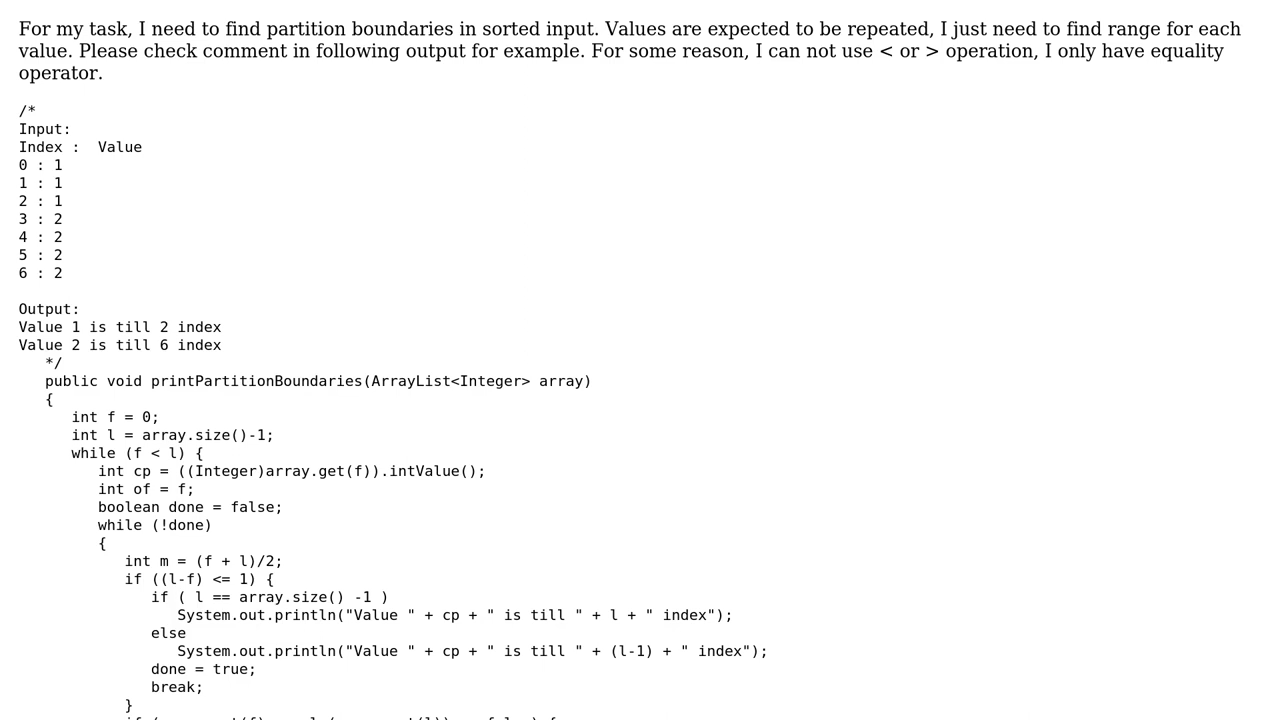 For my task, I need to find partition boundaries in sorted input. Values are expected to be repeated, I just need to find range for each
value. Please check comment in following output for example. For some reason, I can not use < or > operation, I only have equality
operator.
/*
Input:
Index :  Value
0 : 1
1 : 1
2 : 1
3 : 2
4 : 2
5 : 2
6 : 2

Output:
Value 1 is till 2 index
Value 2 is till 6 index
   */
   public void printPartitionBoundaries(ArrayList<Integer> array)
   {
      int f = 0;
      int l = array.size()-1;
      while (f < l) {
         int cp = ((Integer)array.get(f)).intValue();
         int of = f;
         boolean done = false;
         while (!done)
         {
            int m = (f + l)/2;
            if ((l-f) <= 1) {
               if ( l == array.size() -1 )
                  System.out.println("Value " + cp + " is till " + l + " index");
               else
                  System.out.println("Value " + cp + " is till " + (l-1) + " index");
               done = true;
               break;
            }